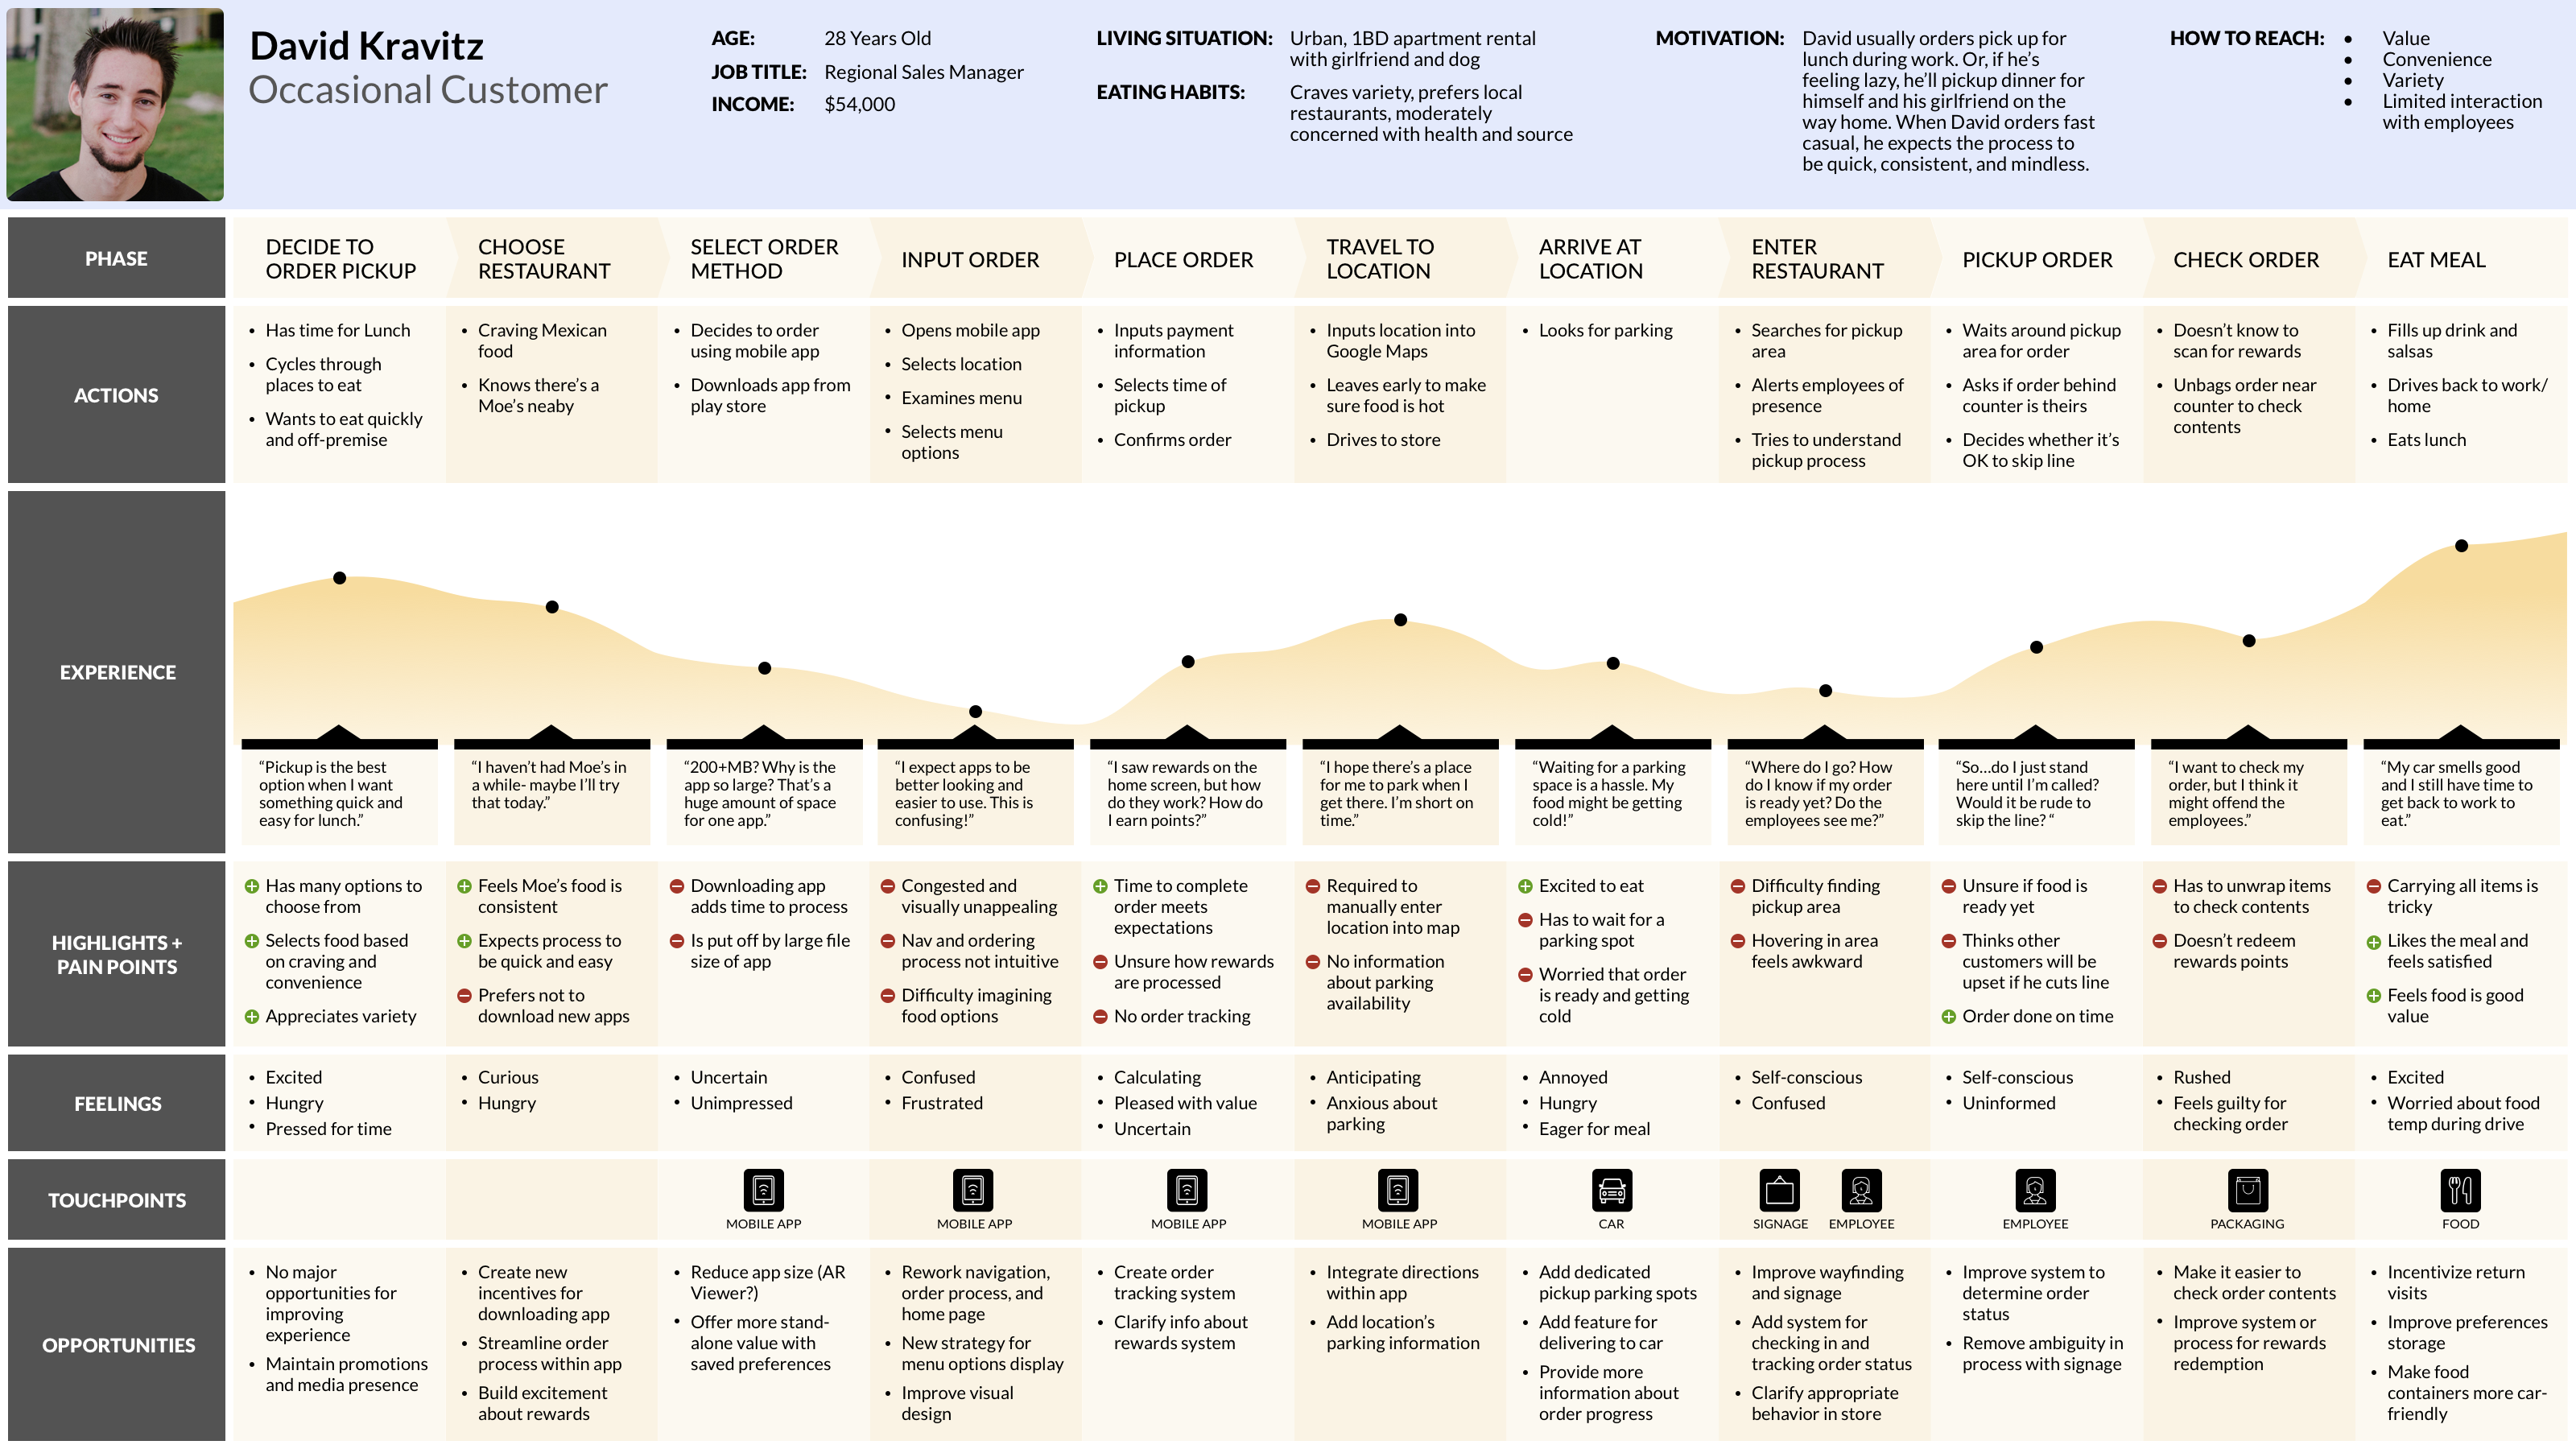 David Kravitz
Occasional Customer
AGE: 28 Years Old
JOB TITLE: Regional Sales Manager
INCOME: $54,000
LIVING SITUATION: Urban, 1BD apartment rental
with girlfriend and dog
EATING HABITS: Craves variety, prefers local
restaurants, moderately
concerned with health and source
MOTIVATION: David usually orders pick up for
lunch during work. Or, if he’s
feeling lazy, he’ll pickup dinner for
himself and his girlfriend on the
way home. When David orders fast
casual, he expects the process to
be quick, consistent, and mindless.
HOW TO REACH: • Value
• Convenience
• Variety
• Limited interaction
with employees
PHASE
DECIDE TO
ORDER PICKUP
CHOOSE
RESTAURANT
SELECT ORDER
METHOD
INPUT ORDER
PLACE ORDER
TRAVEL TO
LOCATION
ARRIVE AT
LOCATION
ENTER
RESTAURANT
PICKUP ORDER
CHECK ORDER
EAT MEAL
ACTIONS
• Has time for Lunch
• Cycles through
places to eat
• Wants to eat quickly
and off-premise
• Craving Mexican
food
• Knows there’s a
Moe’s neaby
• Decides to order
using mobile app
• Downloads app from
play store
• Opens mobile app
• Selects location
• Examines menu
• Selects menu
options
• Inputs payment
information
• Selects time of
pickup
• Confirms order
• Inputs location into
Google Maps
• Leaves early to make
sure food is hot
• Drives to store
• Looks for parking
• Searches for pickup
area
• Alerts employees of
presence
• Tries to understand
pickup process
• Waits around pickup
area for order
• Asks if order behind
counter is theirs
• Decides whether it’s
OK to skip line
• Doesn’t know to
scan for rewards
• Unbags order near
counter to check
contents
• Fills up drink and
salsas
• Drives back to work/
home
• Eats lunch
EXPERIENCE
“Pickup is the best
option when I want
something quick and
easy for lunch.”
“I haven’t had Moe’s in
a while- maybe I’ll try
that today.”
“200+MB? Why is the
app so large? That’s a
huge amount of space
for one app.”
“I expect apps to be
better looking and
easier to use. This is
confusing!”
“I saw rewards on the
home screen, but how
do they work? How do
I earn points?”
“I hope there’s a place
for me to park when I
get there. I’m short on
time.”
“Waiting for a parking
space is a hassle. My
food might be getting
cold!”
“Where do I go? How
do I know if my order
is ready yet? Do the
employees see me?”
“So...do I just stand
here until I’m called?
Would it be rude to
skip the line? “
“I want to check my
order, but I think it
might offend the
employees.”
“My car smells good
and I still have time to
get back to work to
eat.”
HIGHLIGHTS +
PAIN POINTS
Has many options to
choose from
Selects food based
on craving and
convenience
Appreciates variety
Feels Moe’s food is
consistent
Expects process to
be quick and easy
Prefers not to
download new apps
Downloading app
adds time to process
Is put off by large file
size of app
Congested and
visually unappealing
Nav and ordering
process not intuitive
Difficulty imagining
food options
Time to complete
order meets
expectations
Unsure how rewards
are processed
No order tracking
Required to
manually enter
location into map
No information
about parking
availability
Excited to eat
Has to wait for a
parking spot
Worried that order
is ready and getting
cold
Difficulty finding
pickup area
Hovering in area
feels awkward
Unsure if food is
ready yet
Thinks other
customers will be
upset if he cuts line
Order done on time
Has to unwrap items
to check contents
Doesn’t redeem
rewards points
Carrying all items is
tricky
Likes the meal and
feels satisfied
Feels food is good
value
FEELINGS
• Excited
• Hungry
• Pressed for time
• Curious
• Hungry
• Uncertain
• Unimpressed
• Confused
• Frustrated
• Calculating
• Pleased with value
• Uncertain
• Anticipating
• Anxious about
parking
• Annoyed
• Hungry
• Eager for meal
• Self-conscious
• Confused
• Self-conscious
• Uninformed
• Rushed
• Feels guilty for
checking order
• Excited
• Worried about food
temp during drive
TOUCHPOINTS
MOBILE APP
MOBILE APP
MOBILE APP
MOBILE APP
CAR
SIGNAGE
EMPLOYEE
EMPLOYEE
PACKAGING
FOOD
OPPORTUNITIES
• No major
opportunities for
improving
experience
• Maintain promotions
and media presence
• Create new
incentives for
downloading app
• Streamline order
process within app
• Build excitement
about rewards
• Reduce app size (AR
Viewer?)
• Offer more stand-
alone value with
saved preferences
• Rework navigation,
order process, and
home page
• New strategy for
menu options display
• Improve visual
design
• Create order
tracking system
• Clarify info about
rewards system
• Integrate directions
within app
• Add location’s
parking information
• Add dedicated
pickup parking spots
• Add feature for
delivering to car
• Provide more
information about
order progress
• Improve wayfinding
and signage
• Add system for
checking in and
tracking order status
• Clarify appropriate
behavior in store
• Improve system to
determine order
status
• Remove ambiguity in
process with signage
• Make it easier to
check order contents
• Improve system or
process for rewards
redemption
• Incentivize return
visits
• Improve preferences
storage
• Make food
containers more car-
friendly